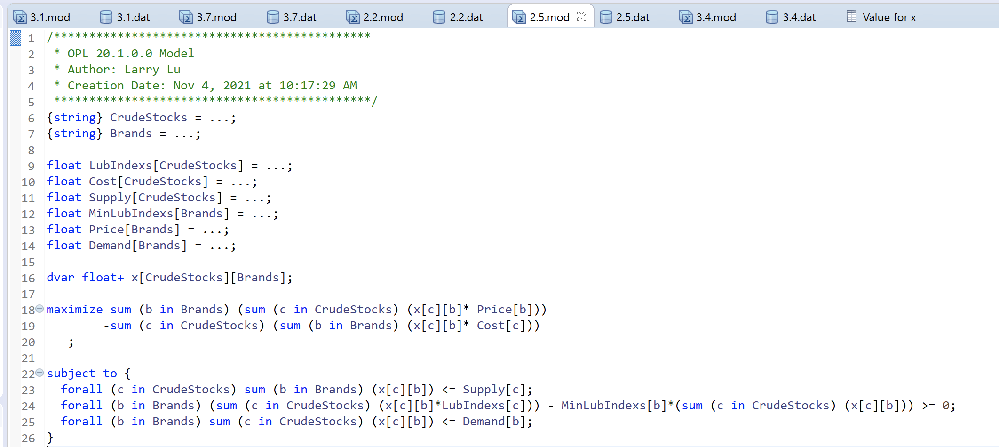 3.1.mod 3.1.dat 3.7.mod 3.7.dat 2.2.mod 2.2.dat 2.5.mod 2.5.dat 3.4.mod 3.4.dat Value for x
1 /*********************************************
2  * OPL 20.1.0.0 Model
3  * Author: Larry Lu
4  * Creation Date: Nov 4, 2021 at 10:17:29 AM
5  *********************************************/
6 {string} CrudeStocks = ...;
7 {string} Brands = ...;
8
9 float LubIndexs[CrudeStocks] = ...;
10 float Cost[CrudeStocks] = ...;
11 float Supply[CrudeStocks] = ...;
12 float MinLubIndexs[Brands] = ...;
13 float Price[Brands] = ...;
14 float Demand[Brands] = ...;
15
16 dvar float+ x[CrudeStocks][Brands];
17
18 maximize sum (b in Brands) (sum (c in CrudeStocks) (x[c][b]* Price[b]))
19         -sum (c in CrudeStocks) (sum (b in Brands) (x[c][b]* Cost[c]))
20    ;
21
22 subject to {
23   forall (c in CrudeStocks) sum (b in Brands) (x[c][b]) <= Supply[c];
24   forall (b in Brands) (sum (c in CrudeStocks) (x[c][b]*LubIndexs[c])) - MinLubIndexs[b]*(sum (c in CrudeStocks) (x[c][b])) >= 0;
25   forall (b in Brands) sum (c in CrudeStocks) (x[c][b]) <= Demand[b];
26 }